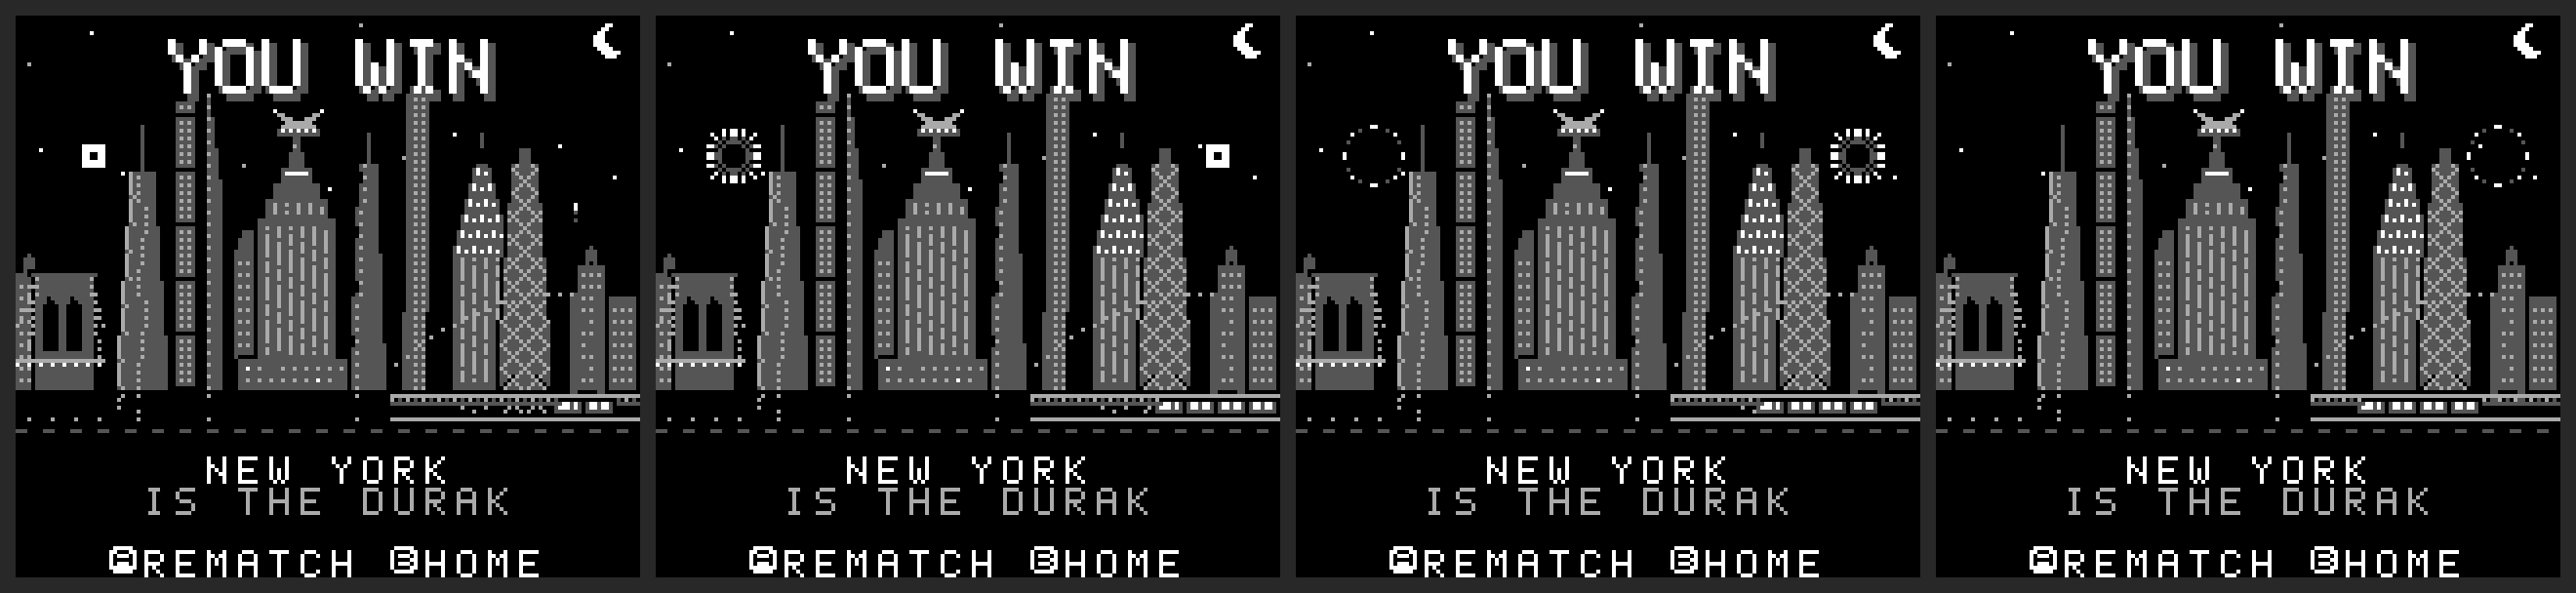 YOU WIN YOU WIN YOU WIN YOU WIN
NEW YORK NEW YORK NEW YORK NEW YORK
IS THE DURAK IS THE DURAK IS THE DURAK IS THE DURAK
Ⓐ REMATCH Ⓑ HOME Ⓐ REMATCH Ⓑ HOME Ⓐ REMATCH Ⓑ HOME Ⓐ REMATCH Ⓑ HOME